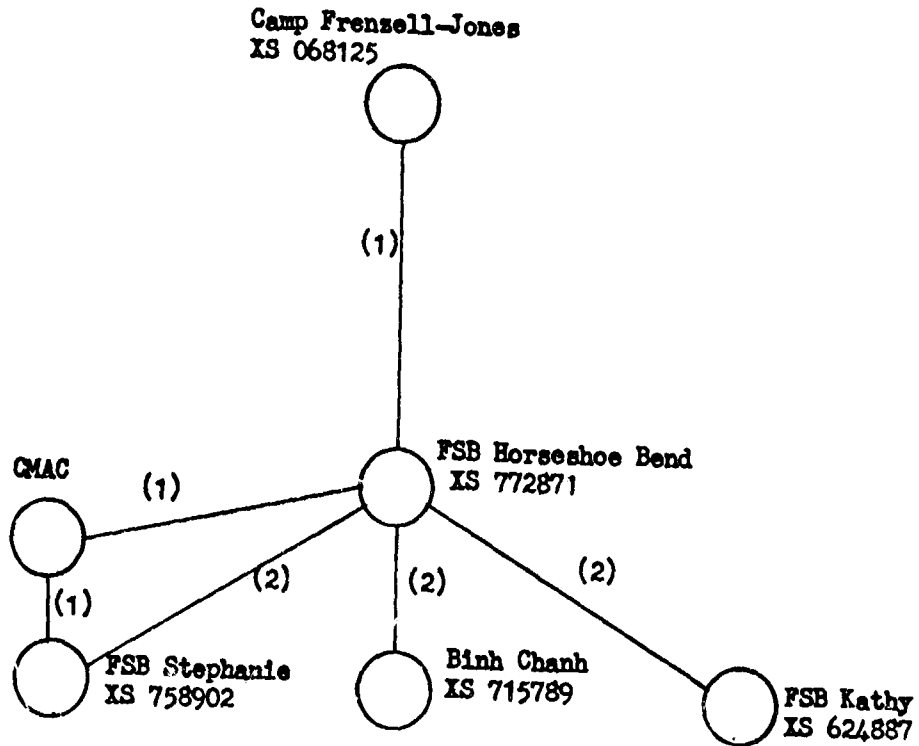 Camp Frenzell-Jones
XS 068125
(1)
FSB Horseshoe Bend
XS 772871
CMAC
(1)
(2)
(2)
(2)
(1)
FSB Stephanie
XS 758902
Binh Chanh
XS 715789
FSB Kathy
XS 624887